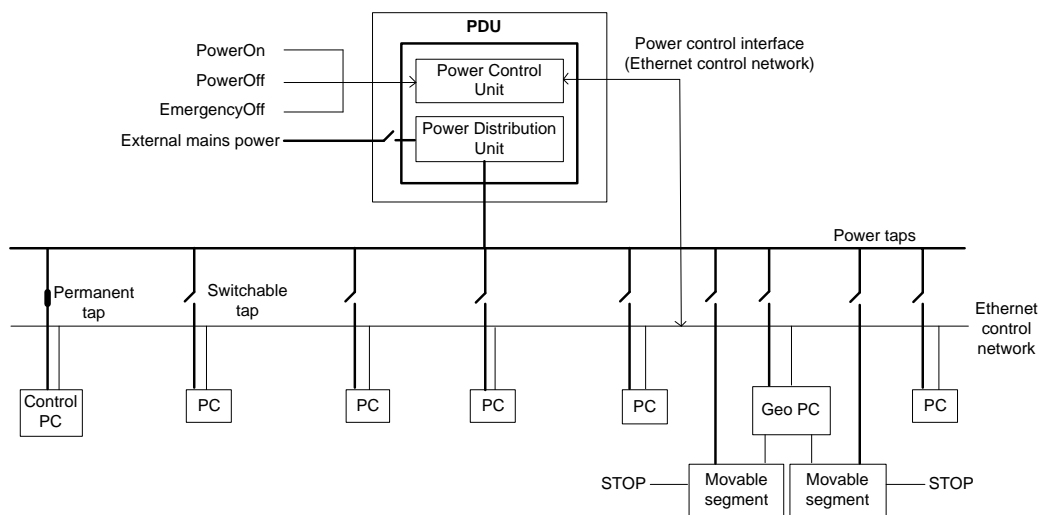 PDU
PowerOn
PowerOff
EmergencyOff
External mains power
Power Control
Unit
Power Distribution
Unit
Power control interface
(Ethernet control network)
Power taps
Permanent
tap
Switchable
tap
Ethernet
control
network
Control
PC
PC
PC
PC
PC
Geo PC
PC
STOP
Movable
segment
Movable
segment
STOP